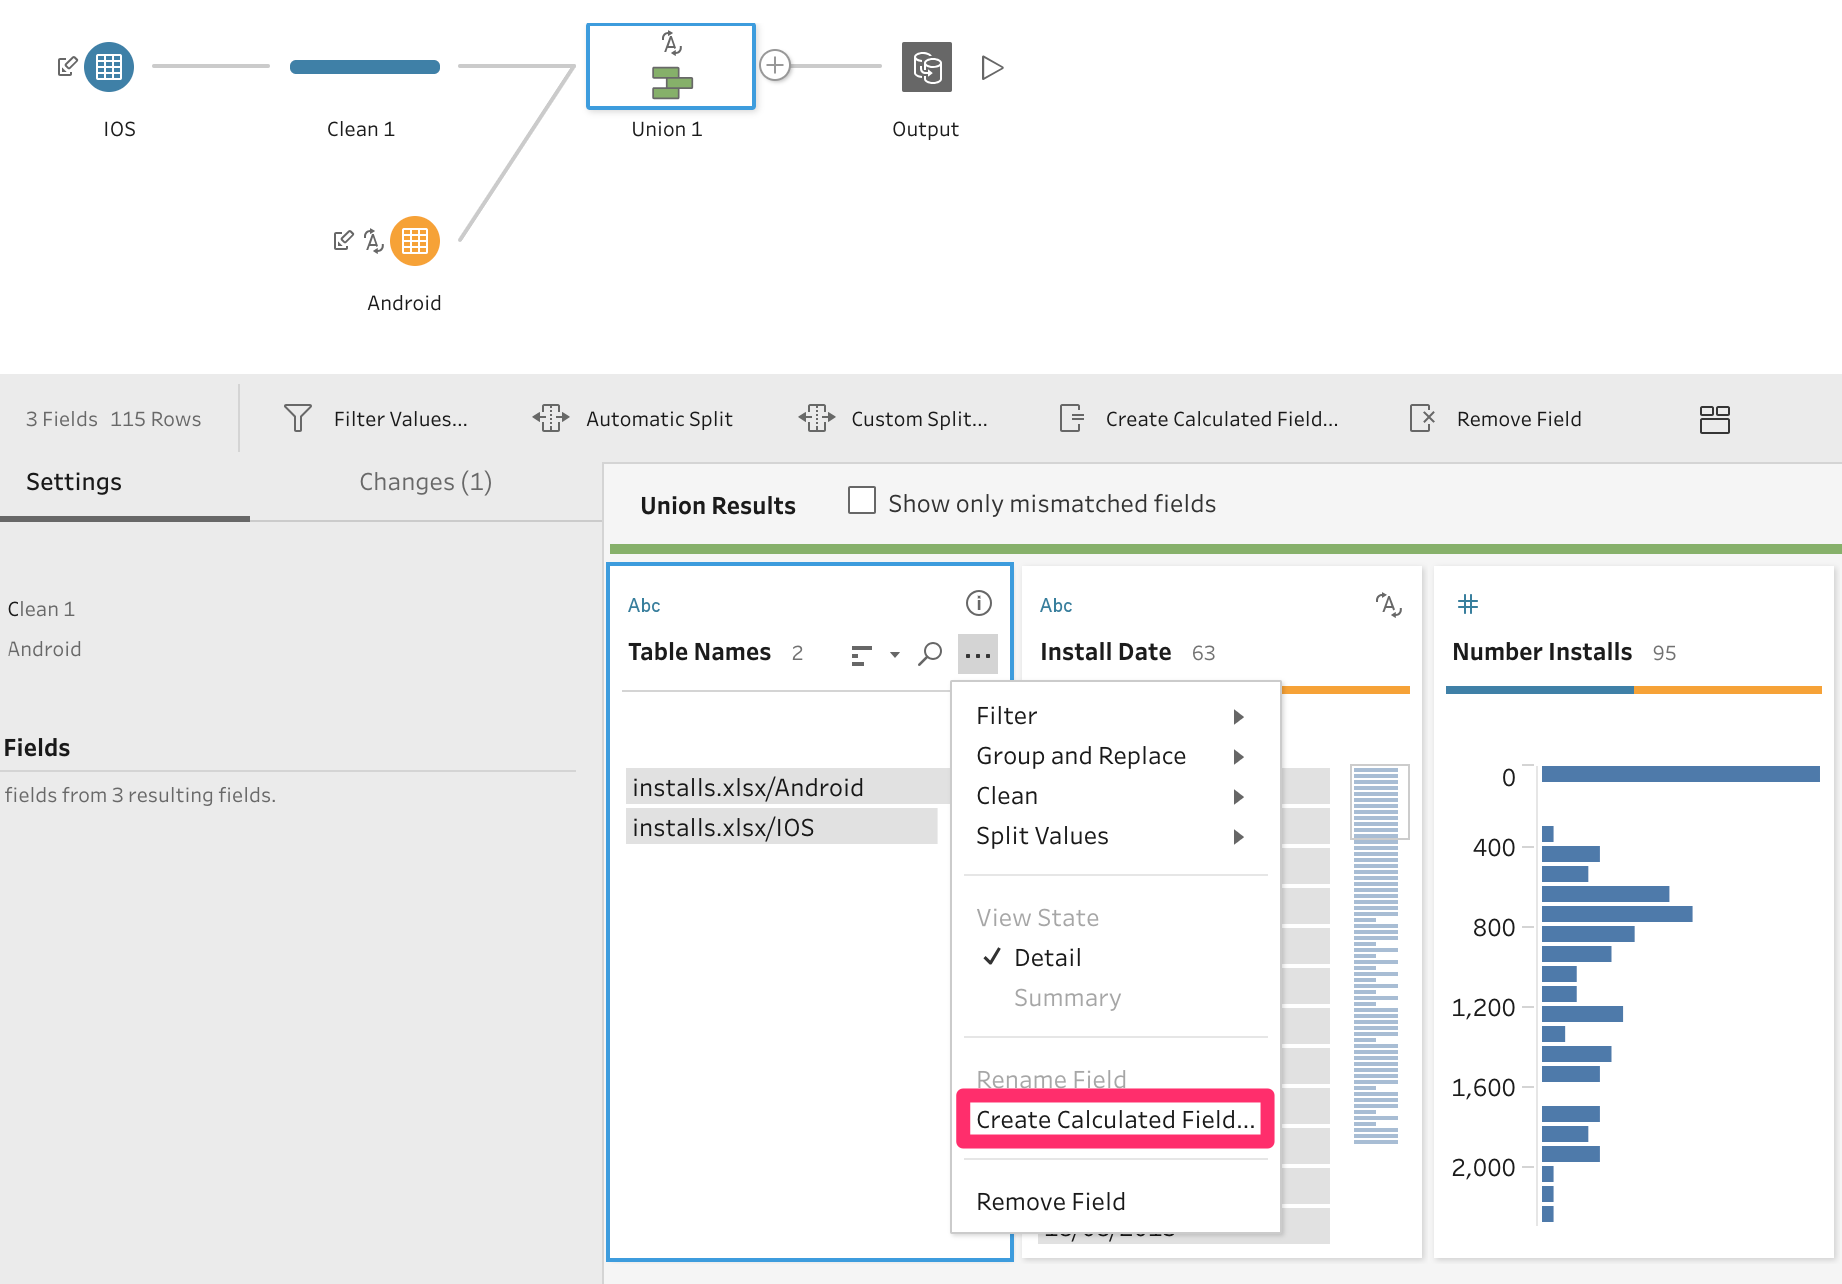 IOS
Clean 1
Union 1
Output
Android
3 Fields 115 Rows
Filter Values...
Automatic Split
Custom Split...
Create Calculated Field...
Remove Field
Settings
Changes (1)
Union Results
Show only mismatched fields
Clean 1
Android
Fields
fields from 3 resulting fields.
Abc
Table Names 2
installs.xlsx/Android
installs.xlsx/IOS
Filter
Group and Replace
Clean
Split Values
View State
Detail
Summary
Rename Field
Create Calculated Field...
Remove Field
Abc
Install Date 63
#
Number Installs 95
0
400
800
1,200
1,600
2,000